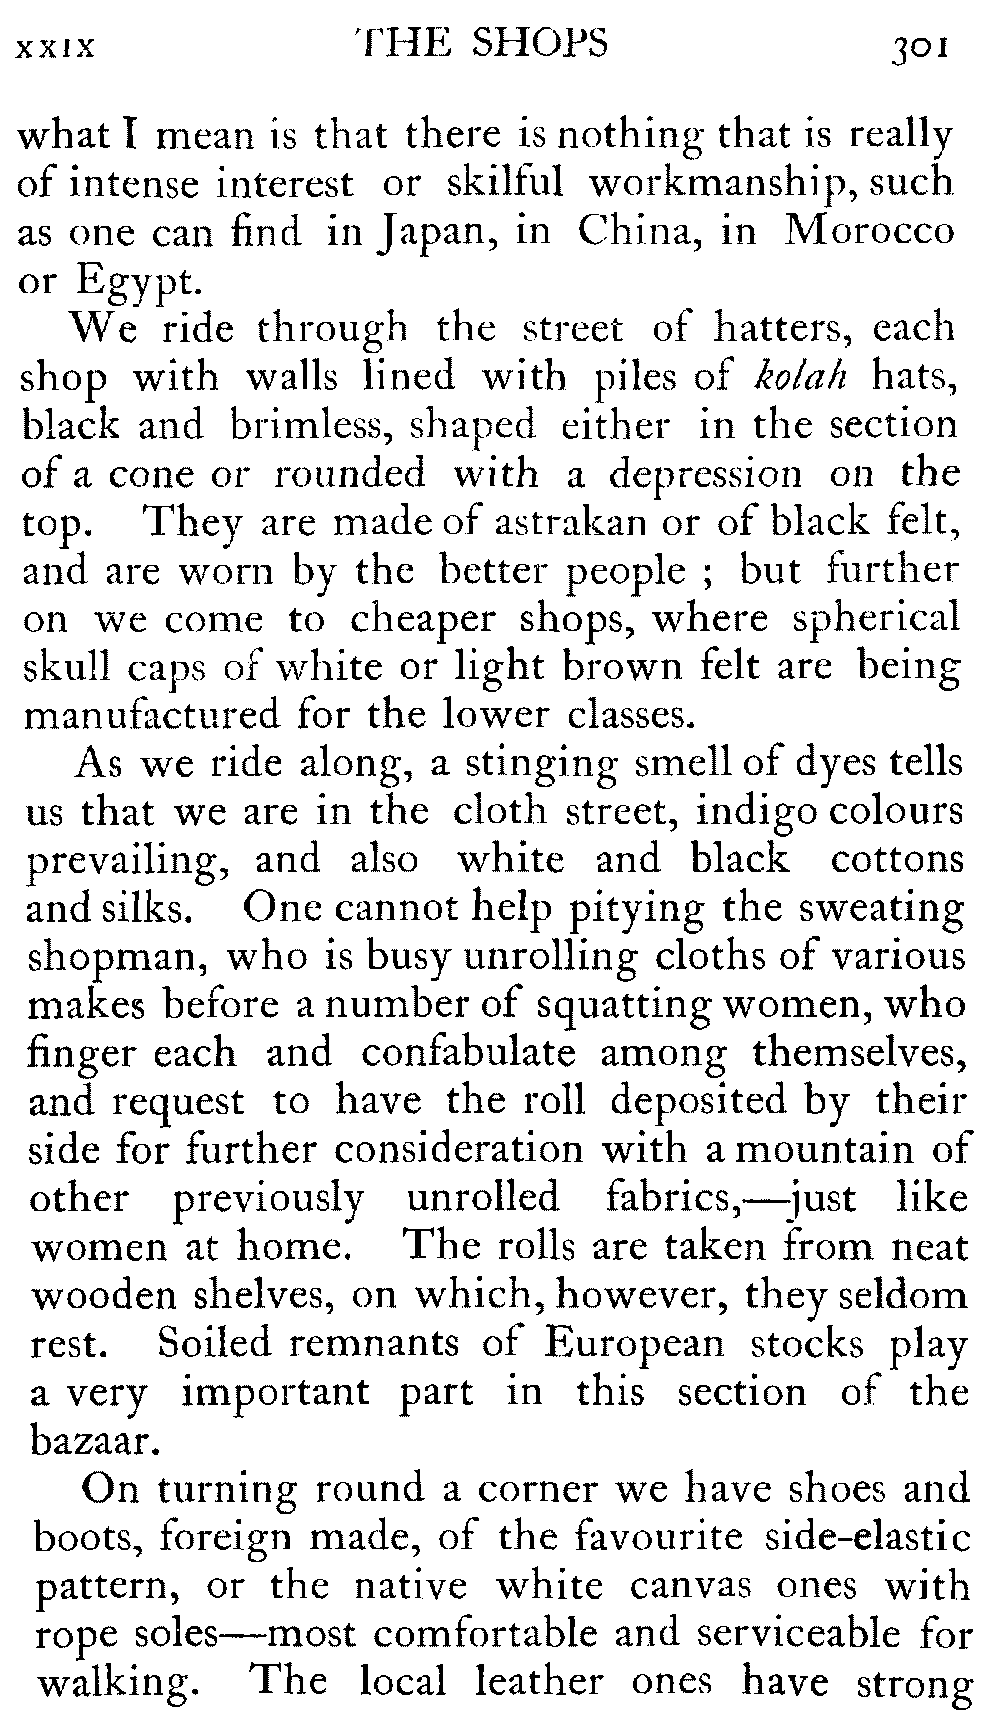 XXIX THE SHOPS 301
what I mean is that there is nothing that is really
of intense interest or skilful workmanship, such
as one can find in Japan, in China, in Morocco
or Egypt.
We ride through the street of hatters, each
shop with walls lined with piles of kolah hats,
black and brimless, shaped either in the section
of a cone or rounded with a depression on the
top. They are made of astrakan or of black felt,
and are worn by the better people ; but further
on we come to cheaper shops, where spherical
skull caps of white or light brown felt are being
manufactured for the lower classes.
As we ride along, a stinging smell of dyes tells
us that we are in the cloth street, indigo colours
prevailing, and also white and black cottons
and silks. One cannot help pitying the sweating
shopman, who is busy unrolling cloths of various
makes before a number of squatting women, who
finger each and confabulate among themselves,
and request to have the roll deposited by their
side for further consideration with a mountain of
other previously unrolled fabrics,—just like
women at home. The rolls are taken from neat
wooden shelves, on which, however, they seldom
rest. Soiled remnants of European stocks play
a very important part in this section of the
bazaar.
On turning round a corner we have shoes and
boots, foreign made, of the favourite side-elastic
pattern, or the native white canvas ones with
rope soles—most comfortable and serviceable for
walking. The local leather ones have strong